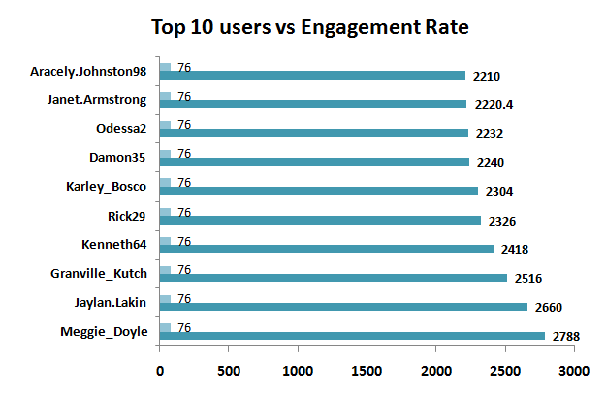 Top 10 users vs Engagement Rate
Aracely.Johnston98 76 2210
Janet.Armstrong 76 2220.4
Odessa2 76 2232
Damon35 76 2240
Karley_Bosco 76 2304
Rick29 76 2326
Kenneth64 76 2418
Granville_Kutch 76 2516
Jaylan.Lakin 76 2660
Meggie_Doyle 76 2788
0 500 1000 1500 2000 2500 3000